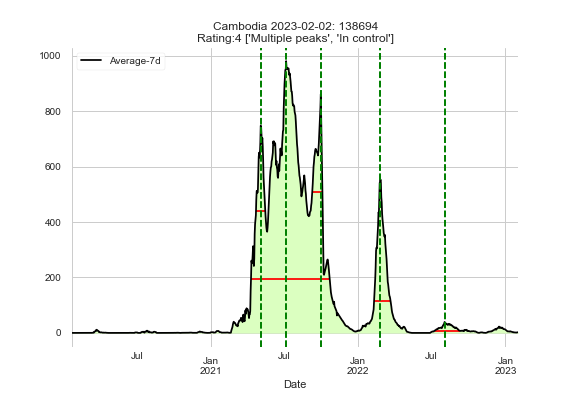 Cambodia 2023-02-02: 138694
Rating:4 ['Multiple peaks', 'In control']
Average-7d
1000
800
600
400
200
0
Jul
Jan
2021
Jul
Jan
2022
Jul
Jan
2023
Date